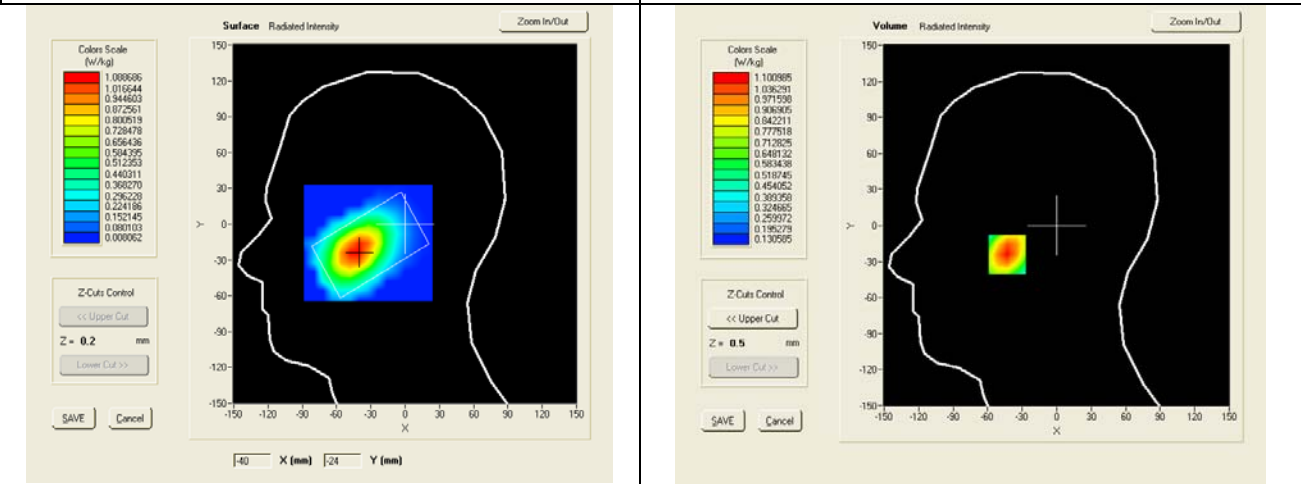 Surface Radiated Intensity
Zoom In/Out
Colors Scale
(W/kg)
1.088686
1.016644
0.944603
0.872561
0.800519
0.728478
0.656436
0.584395
0.512353
0.440311
0.368270
0.296228
0.224186
0.152145
0.080103
0.008062
Z-Cuts Control
<< Upper Cut
Z = 0.2 mm
Lower Cut >>
SAVE Cancel
Y
150-
120-
90-
60-
30-
0-
-30-
-60-
-90-
-120-
-150-
-150 -120 -90 -60 -30 0 30 60 90 120 150
X
-40 X (mm) -24 Y (mm)
Volume Radiated Intensity
Zoom In/Out
Colors Scale
(W/kg)
1.100985
1.036291
0.971598
0.906905
0.842211
0.777518
0.712825
0.648132
0.583438
0.518745
0.454052
0.389358
0.324665
0.259972
0.195279
0.130585
Z-Cuts Control
<< Upper Cut
Z = 0.5 mm
Lower Cut >>
SAVE Cancel
Y
150-
120-
90-
60-
30-
0-
-30-
-60-
-90-
-120-
-150-
-150 -120 -90 -60 -30 0 30 60 90 120 150
X